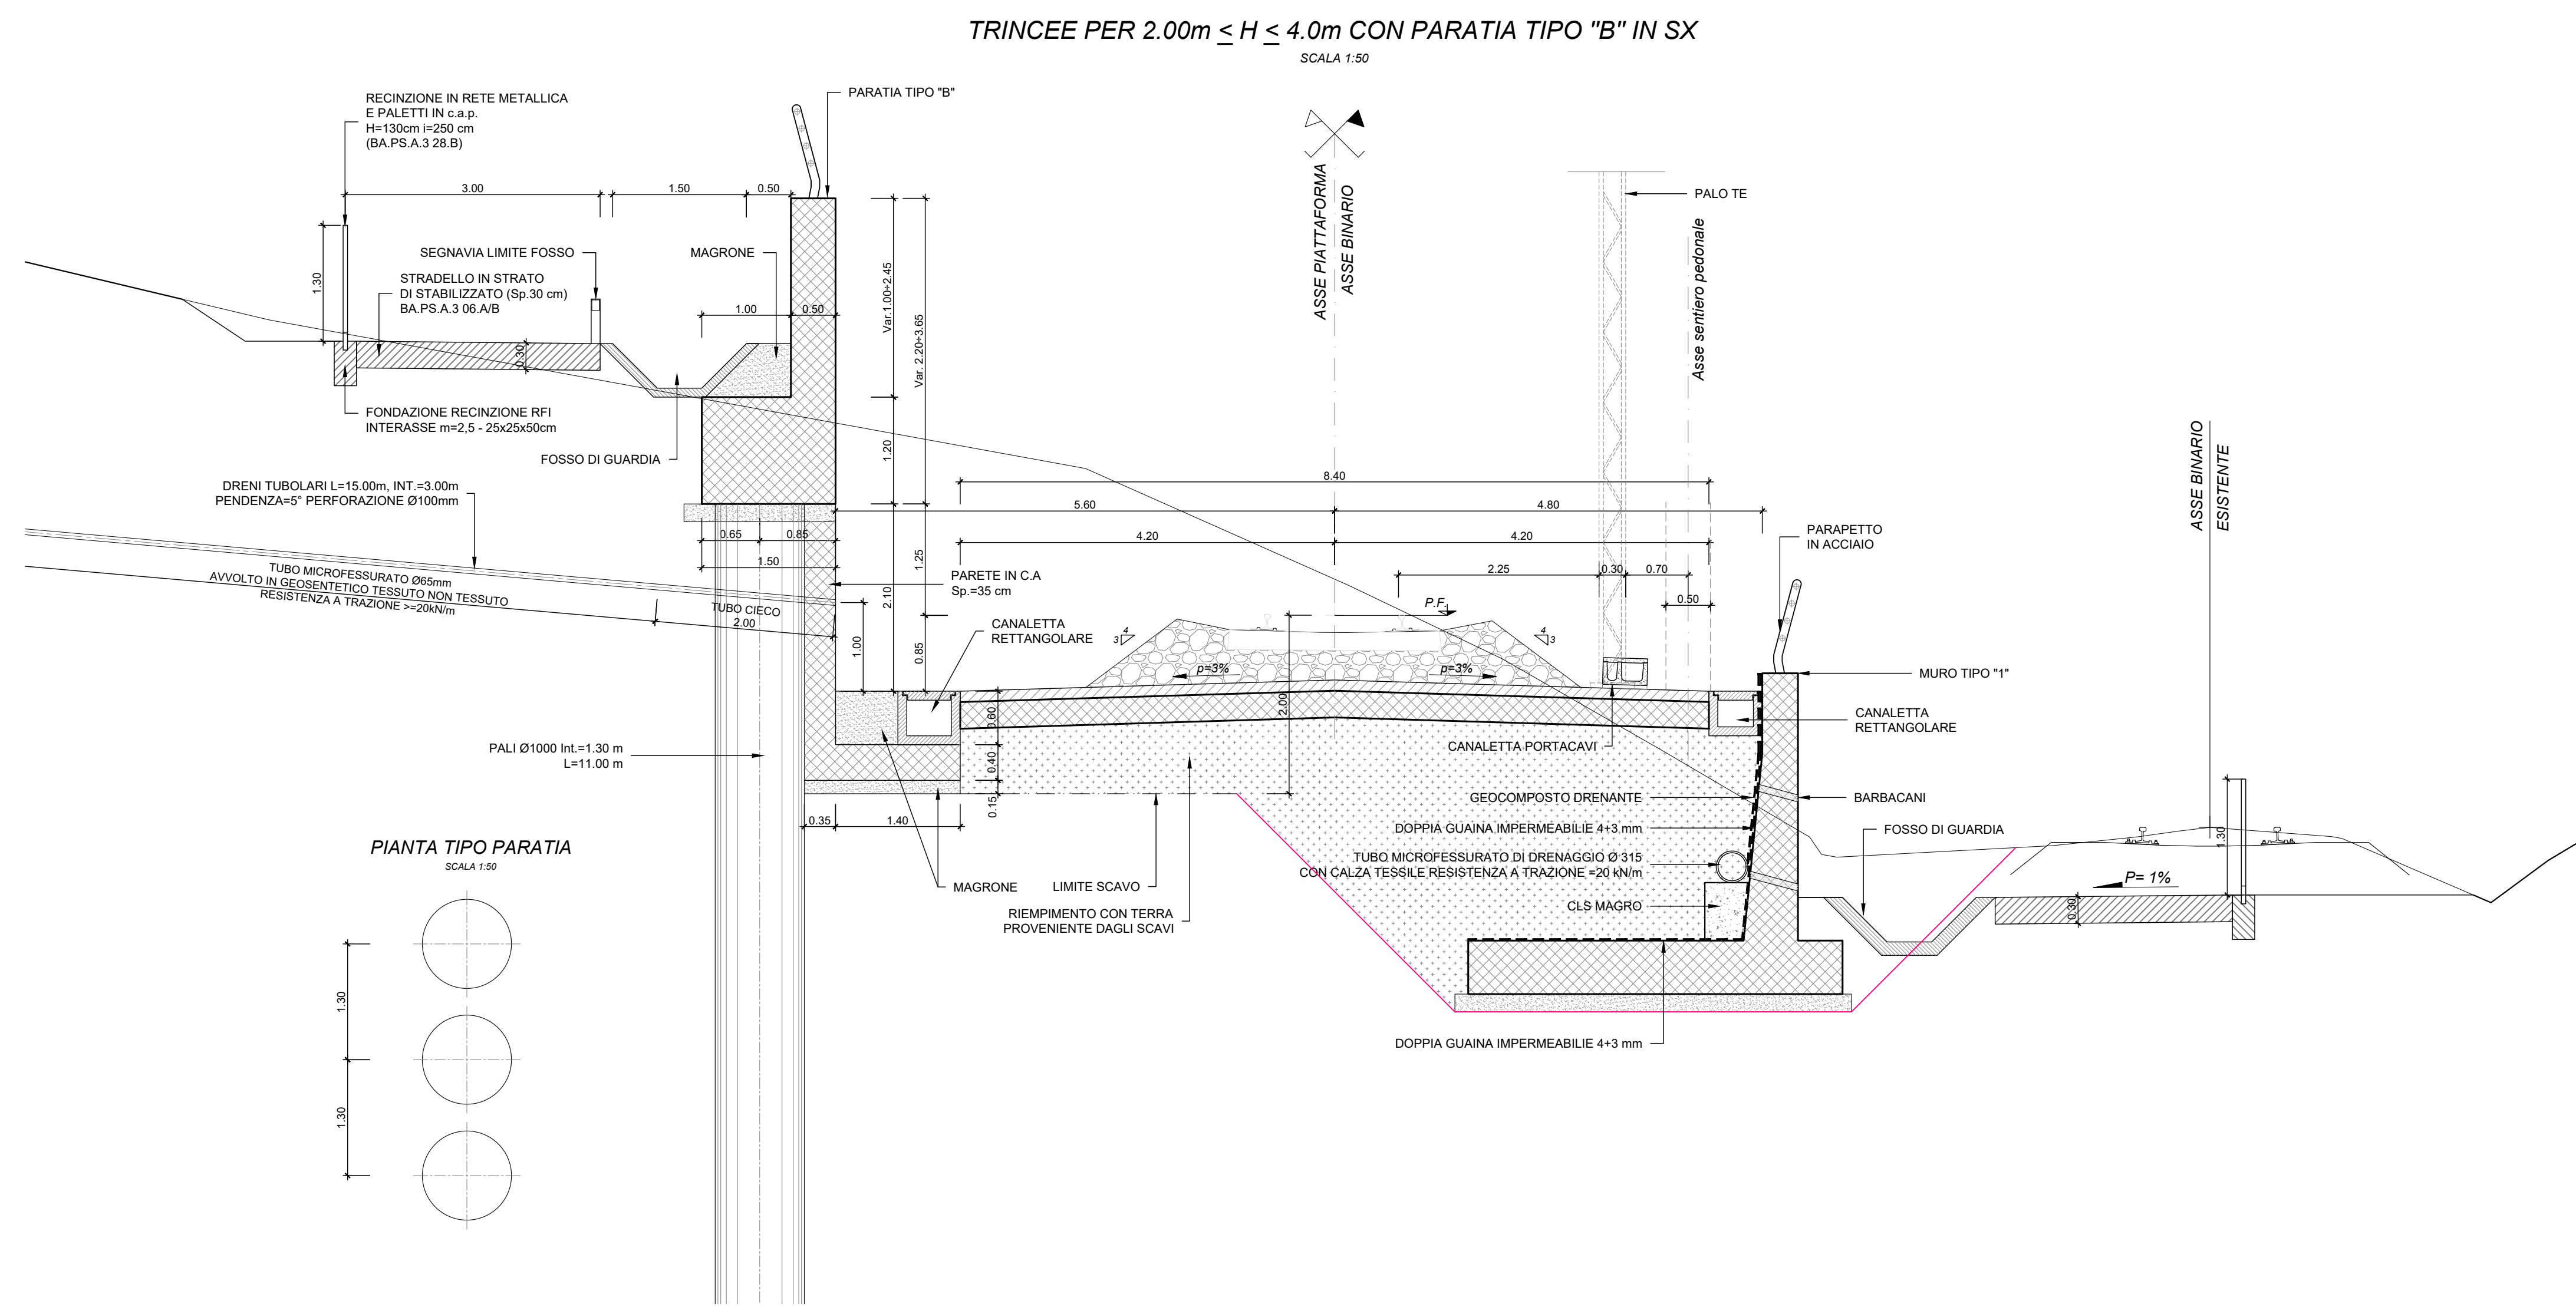 TRINCEE PER 2.00m ≤ H ≤ 4.0m CON PARATIA TIPO "B" IN SX
SCALA 1:50
RECINZIONE IN RETE METALLICA
E PALETTI IN c.a.p.
H=130cm i=250 cm
(BA.PS.A.3 28.B)
PARATIA TIPO "B"
3.00
1.50
0.50
PALO TE
ASSE PIATTAFORMA
ASSE BINARIO
Asse sentiero pedonale
1.30
SEGNAVIA LIMITE FOSSO
MAGRONE
STRADELLO IN STRATO
DI STABILIZZATO (Sp.30 cm)
BA.PS.A.3 06.A/B
1.00
0.50
Var.1.00÷2.45
Var. 2.20÷3.65
0.30
FONDAZIONE RECINZIONE RFI
INTERASSE m=2,5 - 25x25x50cm
FOSSO DI GUARDIA
1.20
ASSE BINARIO
ESISTENTE
DRENI TUBOLARI L=15.00m, INT.=3.00m
PENDENZA=5° PERFORAZIONE Ø100mm
8.40
5.60
4.80
0.65
0.85
4.20
4.20
PARAPETTO
IN ACCIAIO
1.50
1.25
2.10
TUBO MICROFESSURATO Ø65mm
AVVOLTO IN GEOSENTETICO TESSUTO NON TESSUTO
RESISTENZA A TRAZIONE >=20kN/m
TUBO CIECO
2.00
PARETE IN C.A
Sp.=35 cm
2.25
0.30
0.70
0.50
P.F.
CANALETTA
RETTANGOLARE
1.00
0.85
4
3
4
3
p=3%
p=3%
MURO TIPO "1"
2.00
0.60
CANALETTA
RETTANGOLARE
PALI Ø1000 Int.=1.30 m
L=11.00 m
CANALETTA PORTACAVI
0.40
0.15
GEOCOMPOSTO DRENANTE
BARBACANI
0.35
1.40
DOPPIA GUAINA IMPERMEABILIE 4+3 mm
FOSSO DI GUARDIA
1.30
PIANTA TIPO PARATIA
SCALA 1:50
TUBO MICROFESSURATO DI DRENAGGIO Ø 315
CON CALZA TESSILE RESISTENZA A TRAZIONE =20 kN/m
MAGRONE
LIMITE SCAVO
P= 1%
CLS MAGRO
0.30
RIEMPIMENTO CON TERRA
PROVENIENTE DAGLI SCAVI
1.30
1.30
DOPPIA GUAINA IMPERMEABILIE 4+3 mm